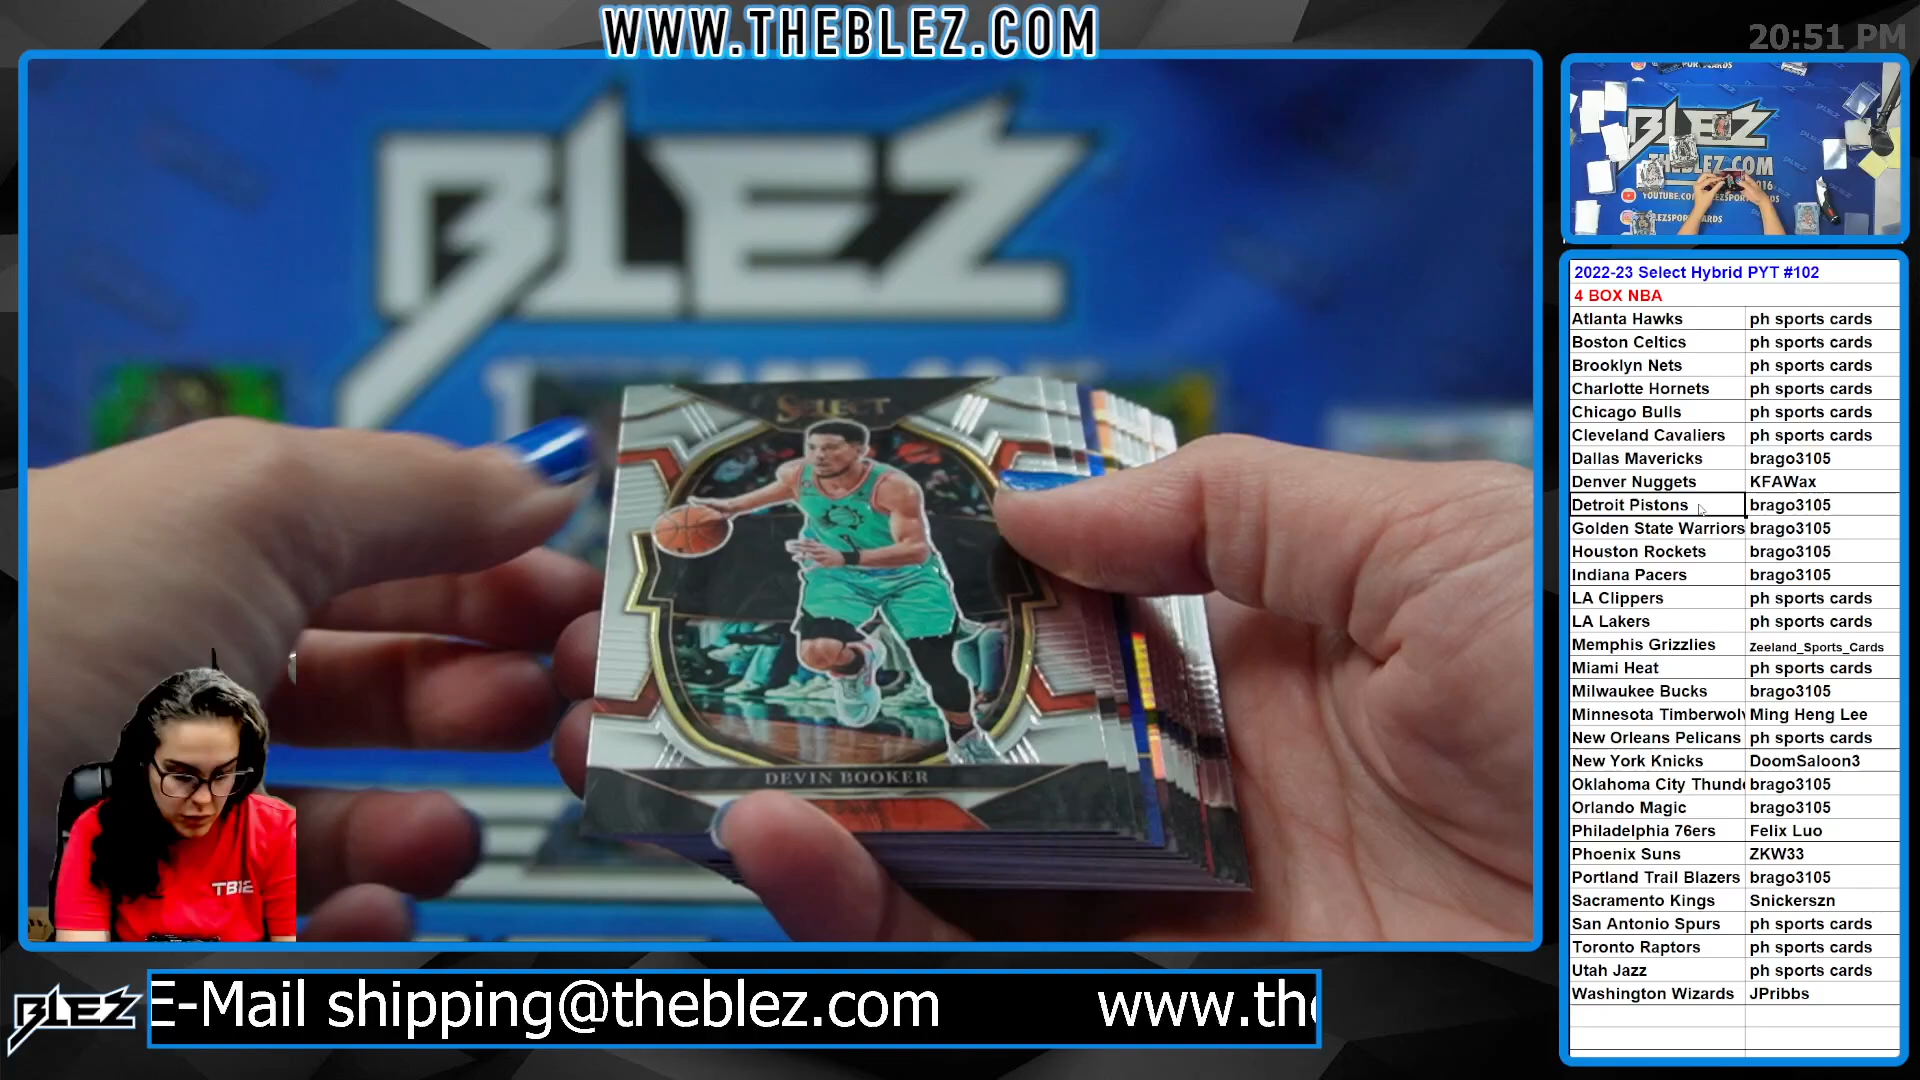 WWW.THEBLEZ.COM
20:51 PM
BLEZ
SELECT
DEVIN BOOKER
BLEZ
THEBLEZ.COM
2022-23 Select Hybrid PYT #102
4 BOX NBA
Atlanta Hawks ph sports cards
Boston Celtics ph sports cards
Brooklyn Nets ph sports cards
Charlotte Hornets ph sports cards
Chicago Bulls ph sports cards
Cleveland Cavaliers ph sports cards
Dallas Mavericks brago3105
Denver Nuggets KFAWax
Detroit Pistons brago3105
Golden State Warriors brago3105
Houston Rockets brago3105
Indiana Pacers brago3105
LA Clippers ph sports cards
LA Lakers ph sports cards
Memphis Grizzlies Zeeland_Sports_Cards
Miami Heat ph sports cards
Milwaukee Bucks brago3105
Minnesota Timberwolv Ming Heng Lee
New Orleans Pelicans ph sports cards
New York Knicks DoomSaloon3
Oklahoma City Thunde brago3105
Orlando Magic brago3105
Philadelphia 76ers Felix Luo
Phoenix Suns ZKW33
Portland Trail Blazers brago3105
Sacramento Kings Snickerszn
San Antonio Spurs ph sports cards
Toronto Raptors ph sports cards
Utah Jazz ph sports cards
Washington Wizards JPribbs
BLEZ
E-Mail shipping@theblez.com www.the